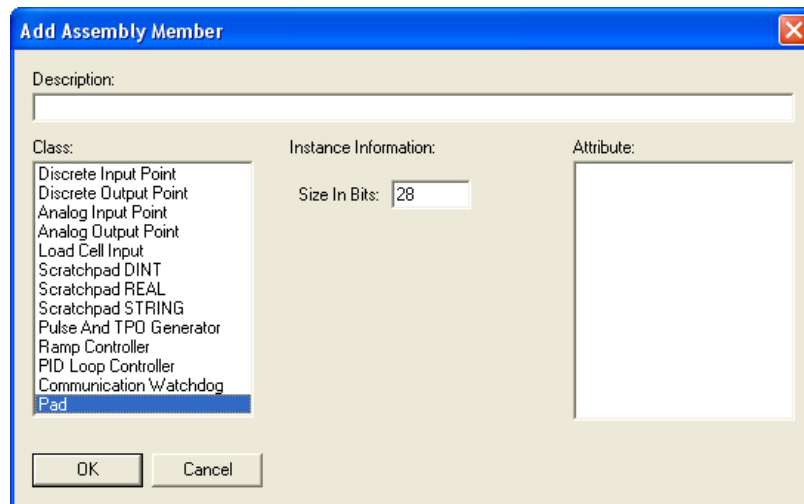 Add Assembly Member
Description:
Class:
Instance Information:
Attribute:
Discrete Input Point
Discrete Output Point
Analog Input Point
Analog Output Point
Load Cell Input
Scratchpad DINT
Scratchpad REAL
Scratchpad STRING
Pulse And TPO Generator
Ramp Controller
PID Loop Controller
Communication Watchdog
Pad
Size In Bits: 28
OK
Cancel